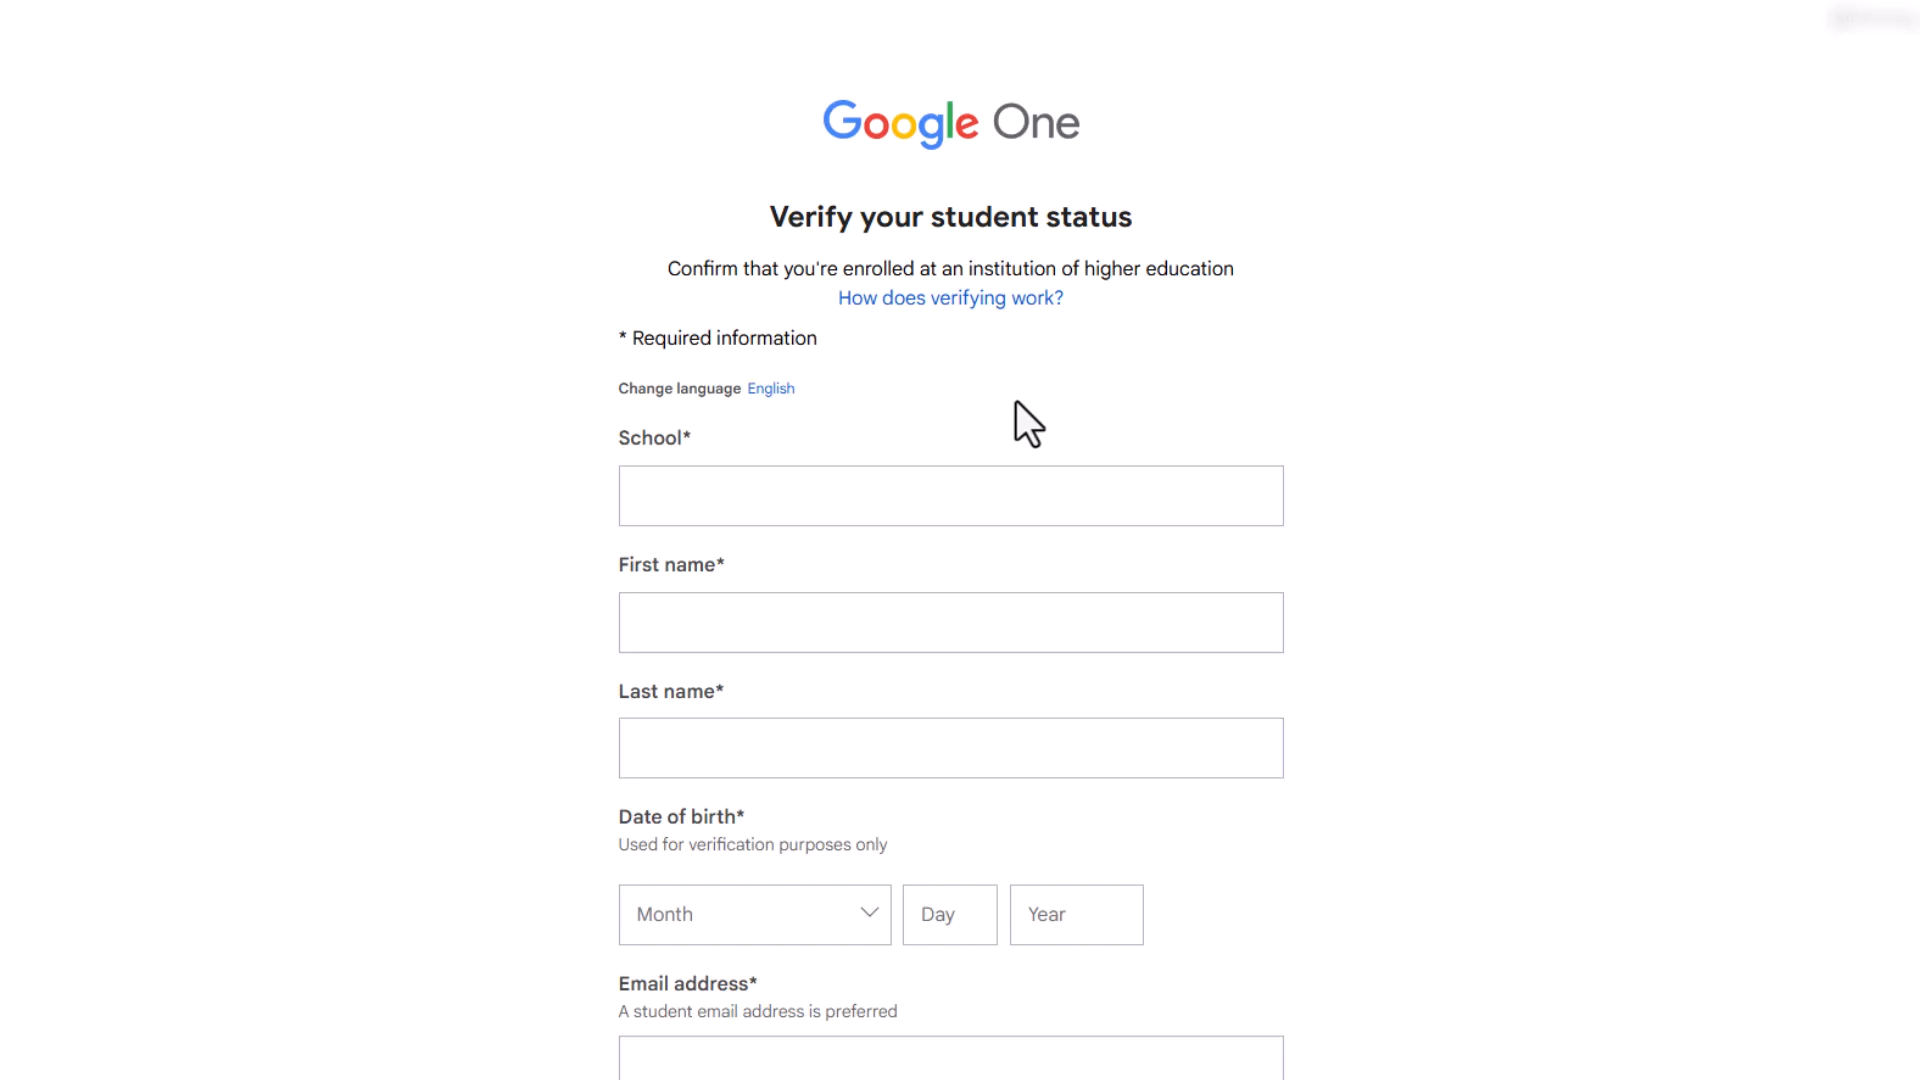 Google One
Verify your student status
Confirm that you're enrolled at an institution of higher education
How does verifying work?
* Required information
Change language English
School*
First name*
Last name*
Date of birth*
Used for verification purposes only
Month
Day
Year
Email address*
A student email address is preferred